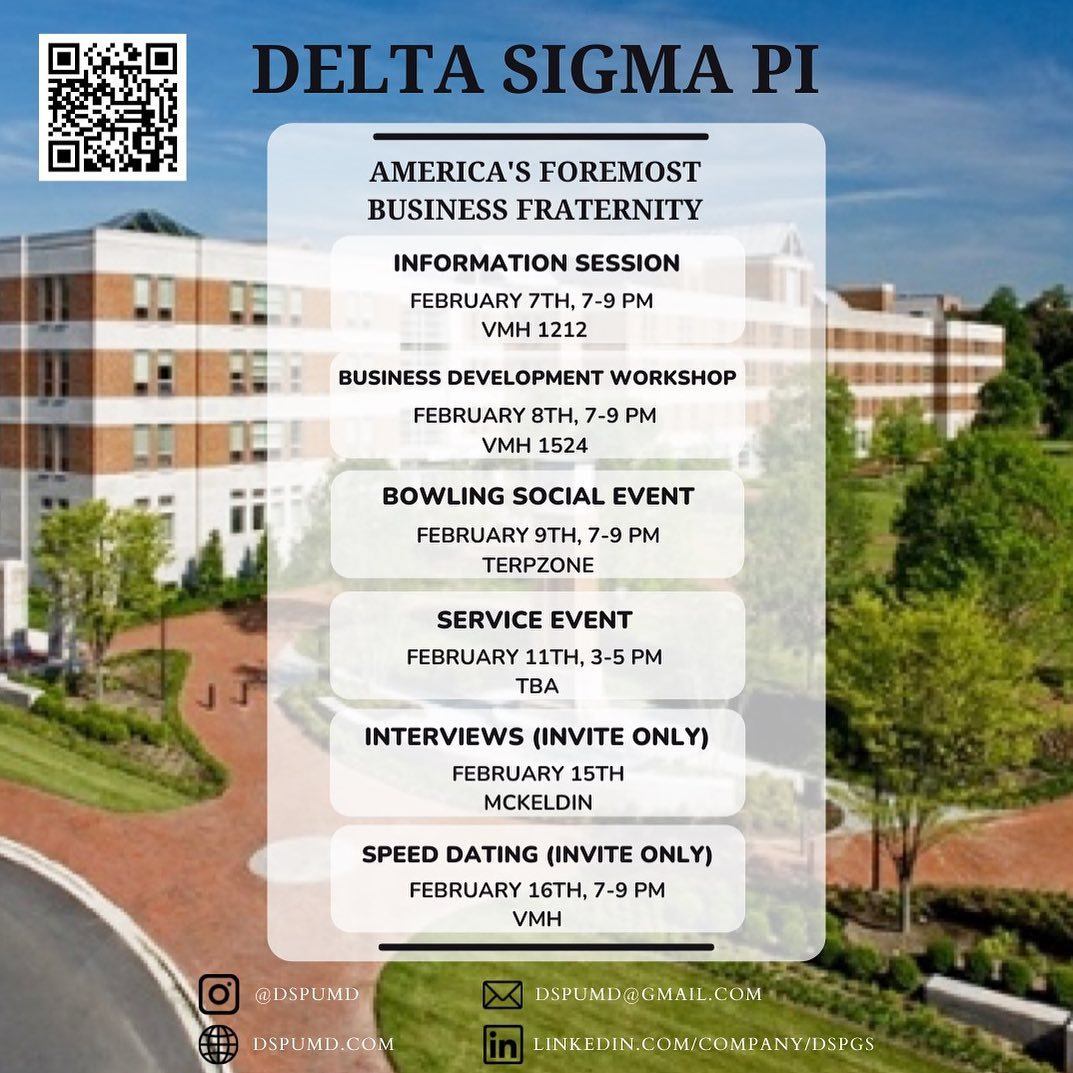 DELTA SIGMA PI
AMERICA'S FOREMOST
BUSINESS FRATERNITY
INFORMATION SESSION
FEBRUARY 7TH, 7-9 PM
VMH 1212
BUSINESS DEVELOPMENT WORKSHOP
FEBRUARY 8TH, 7-9 PM
VMH 1524
BOWLING SOCIAL EVENT
FEBRUARY 9TH, 7-9 PM
TERPZONE
SERVICE EVENT
FEBRUARY 11TH, 3-5 PM
TBA
INTERVIEWS (INVITE ONLY)
FEBRUARY 15TH
MCKELDIN
SPEED DATING (INVITE ONLY)
FEBRUARY 16TH, 7-9 PM
VMH
@DSPUMD
DSPUMD@GMAIL.COM
DSPUMD.COM
in LINKEDIN.COM/COMPANY/DSPGS